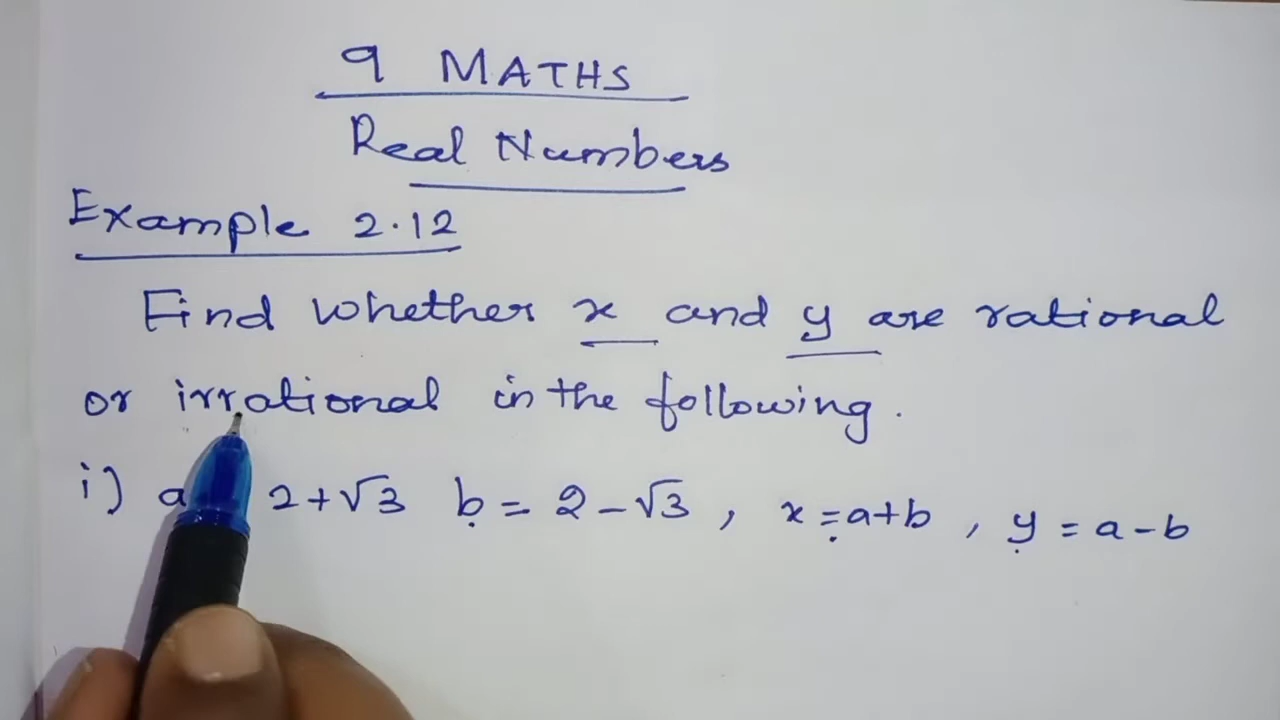 9 MATHS
Real Numbers
Example 2.12
Find whether x and y are rational
or irrational in the following.
i) a 2+√3 b = 2-√3, x=a+b, y=a-b